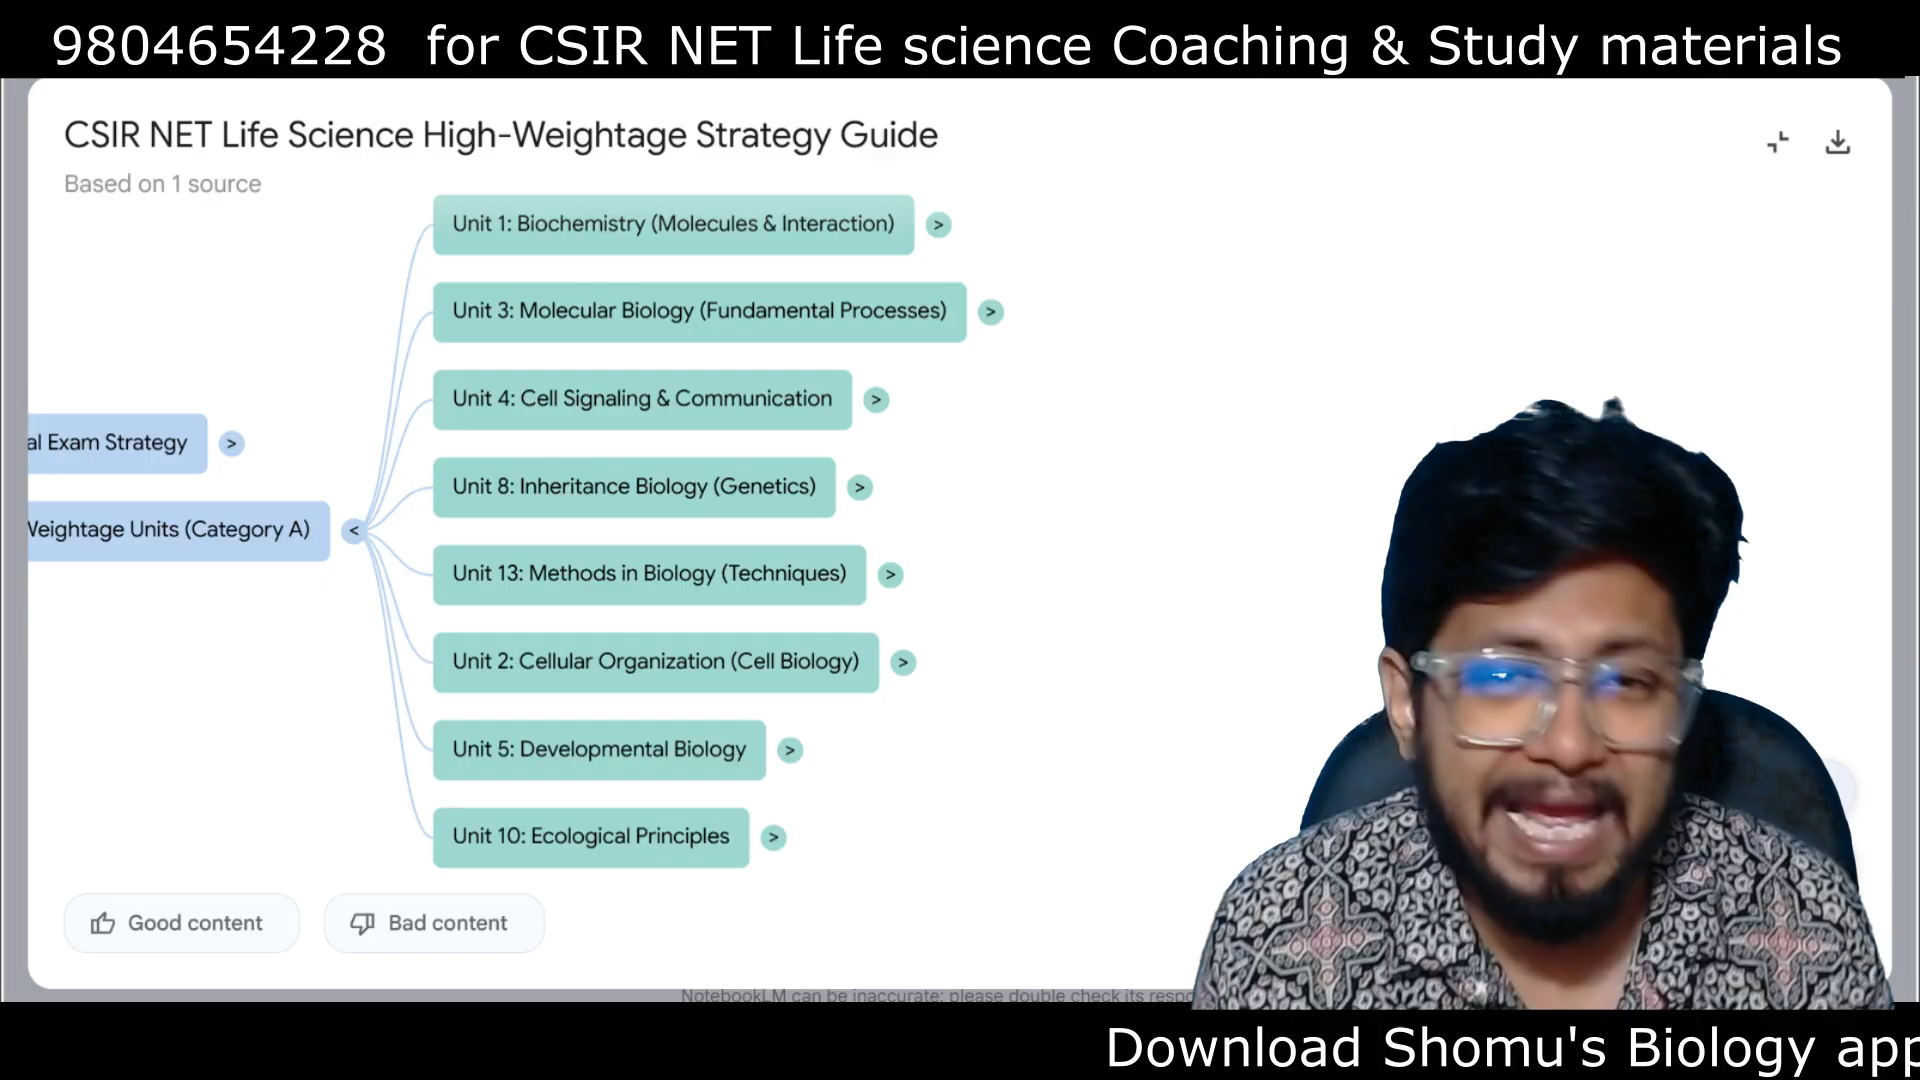 9804654228 for CSIR NET Life science Coaching & Study materials
CSIR NET Life Science High-Weightage Strategy Guide
Based on 1 source
Unit 1: Biochemistry (Molecules & Interaction) >
Unit 3: Molecular Biology (Fundamental Processes) >
Unit 4: Cell Signaling & Communication >
al Exam Strategy >
Unit 8: Inheritance Biology (Genetics) >
Weightage Units (Category A) <
Unit 13: Methods in Biology (Techniques) >
Unit 2: Cellular Organization (Cell Biology) >
Unit 5: Developmental Biology >
Unit 10: Ecological Principles >
Good content
Bad content
NotebookLM can be inaccurate; please double check its respo
Download Shomu's Biology app